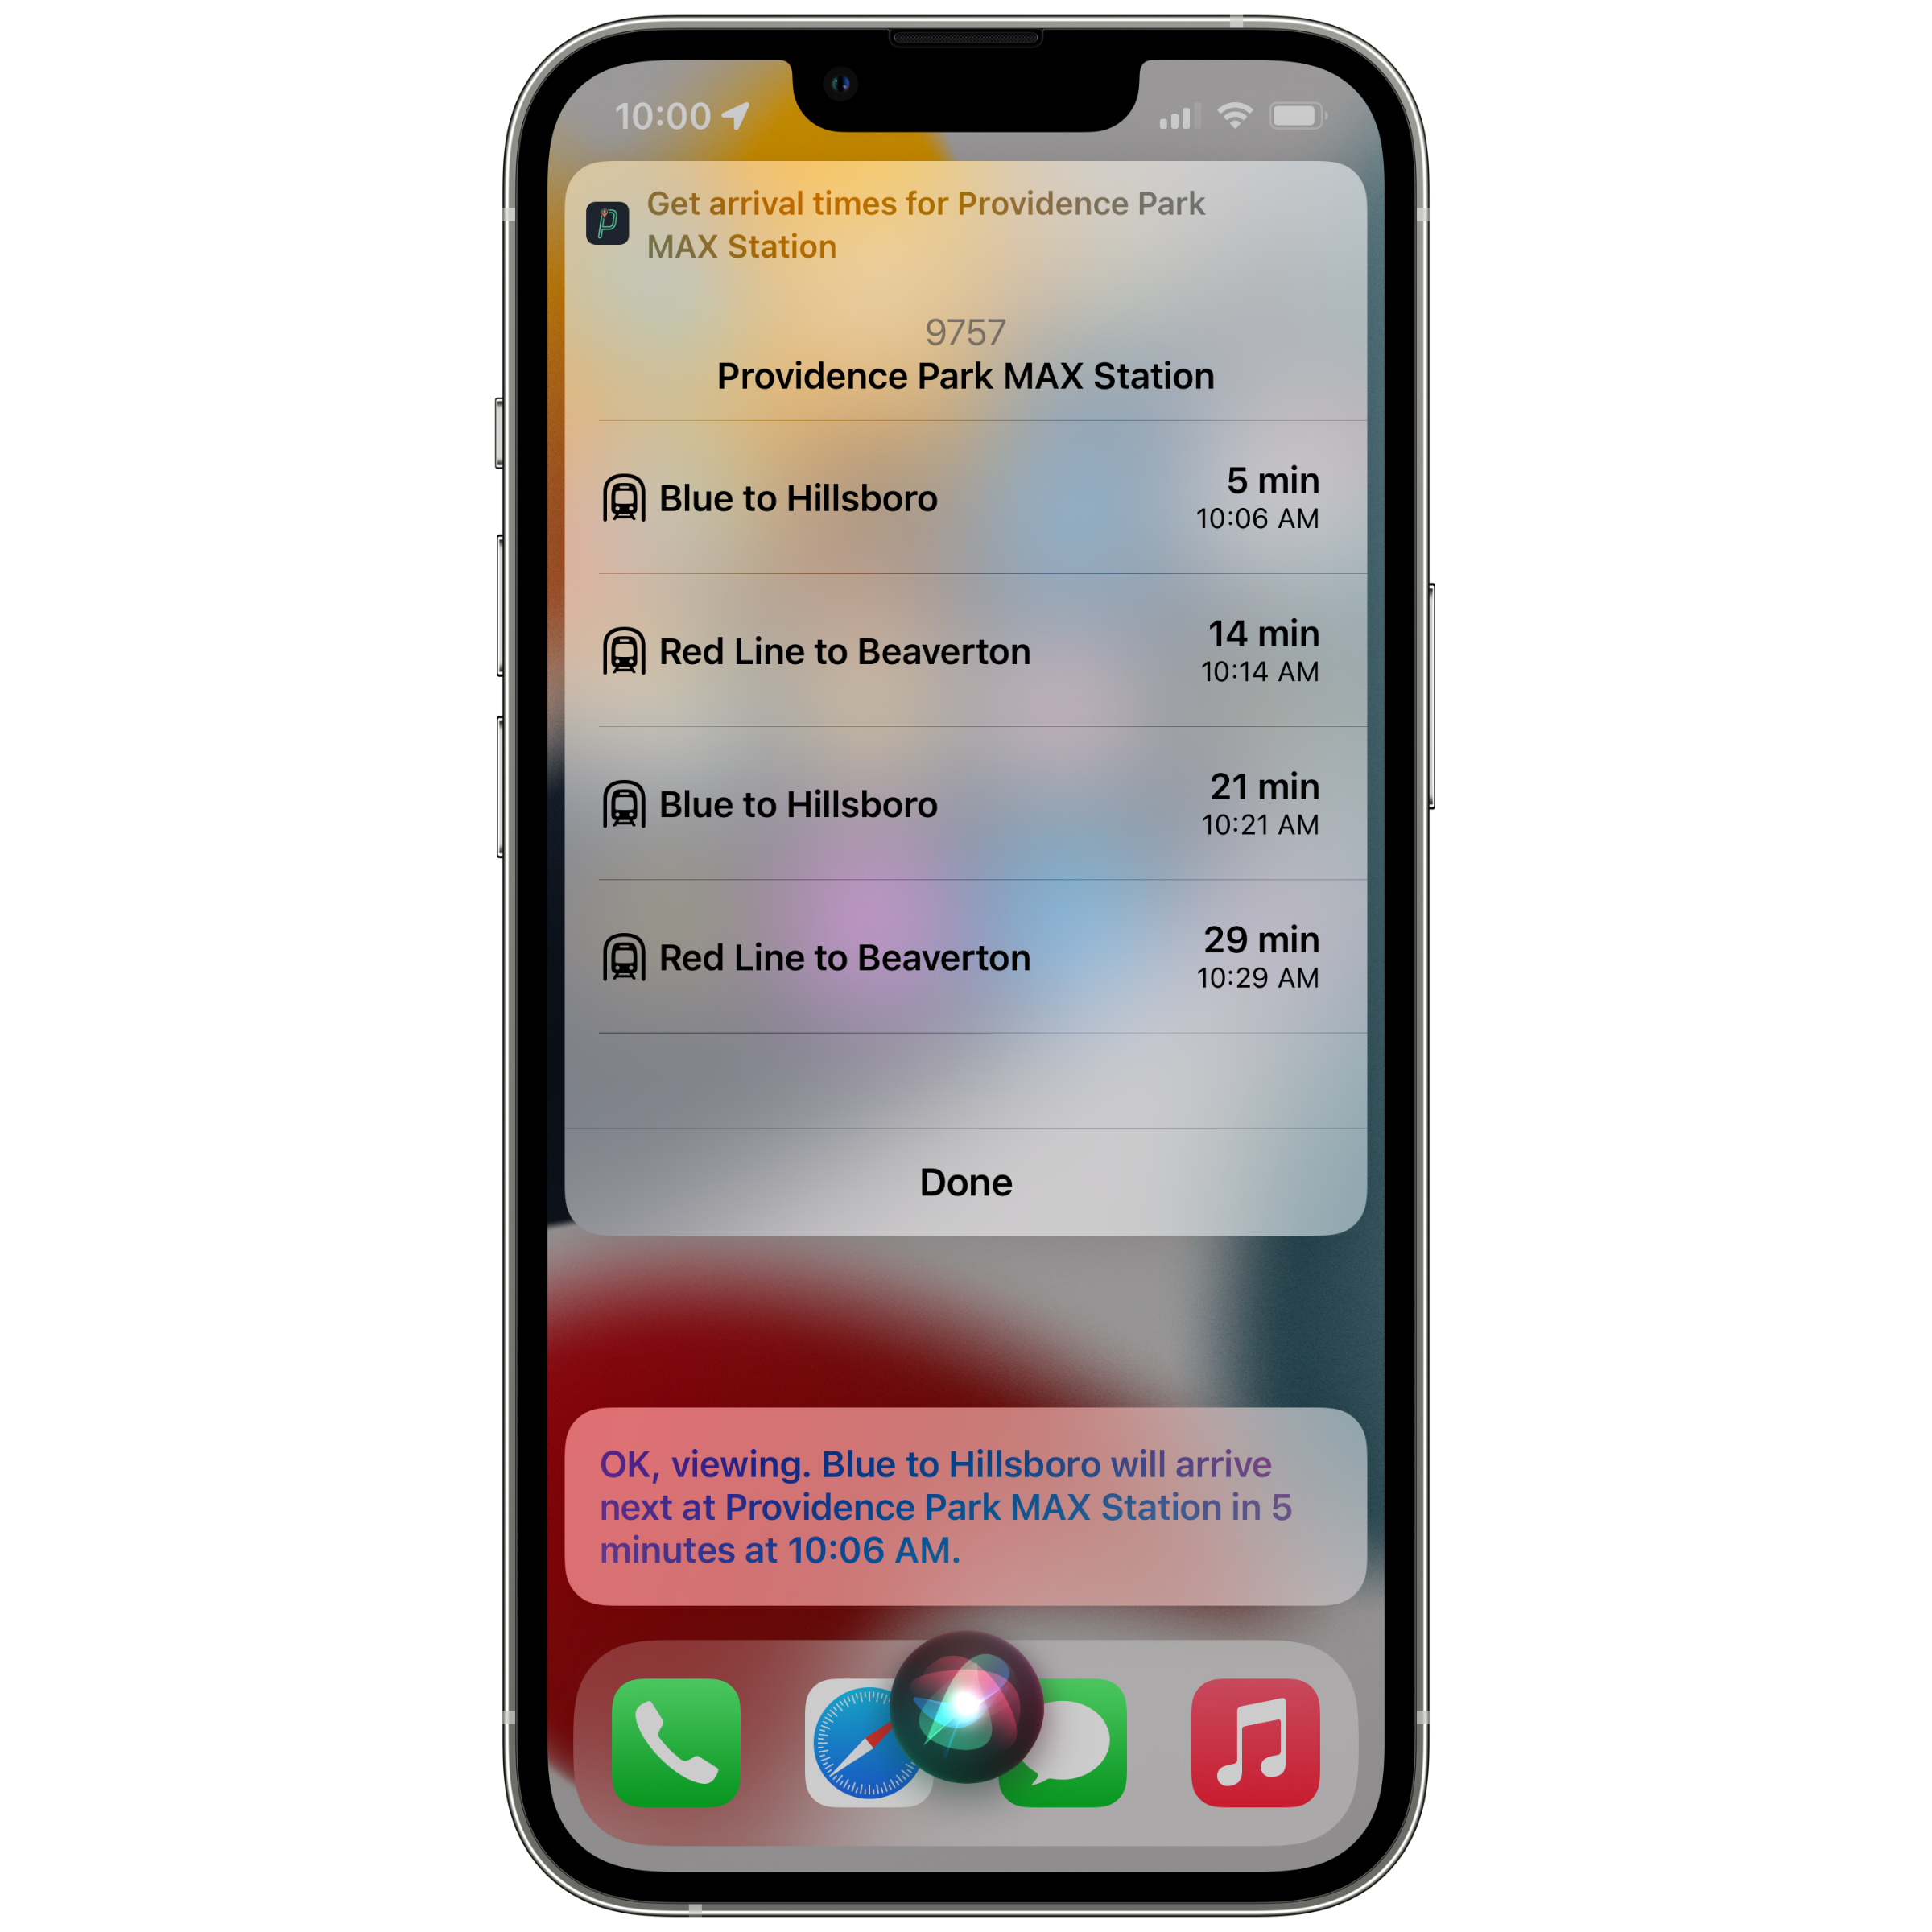 10:00
Get arrival times for Providence Park
MAX Station
9757
Providence Park MAX Station
Blue to Hillsboro
5 min
10:06 AM
Red Line to Beaverton
14 min
10:14 AM
Blue to Hillsboro
21 min
10:21 AM
Red Line to Beaverton
29 min
10:29 AM
Done
OK, viewing. Blue to Hillsboro will arrive
next at Providence Park MAX Station in 5
minutes at 10:06 AM.